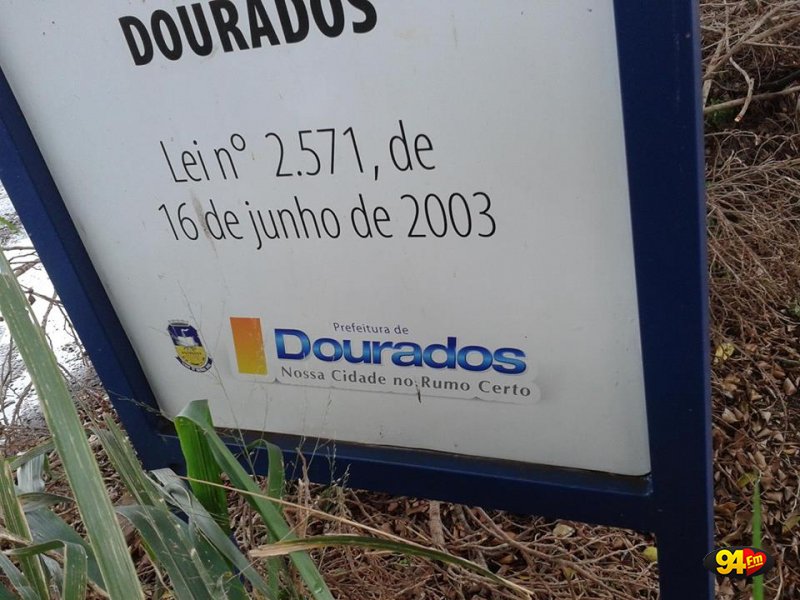 DOURADOS
Lei nº 2.571, de
16 de junho de 2003
Prefeitura de
Dourados
Nossa Cidade no Rumo Certo
94FM